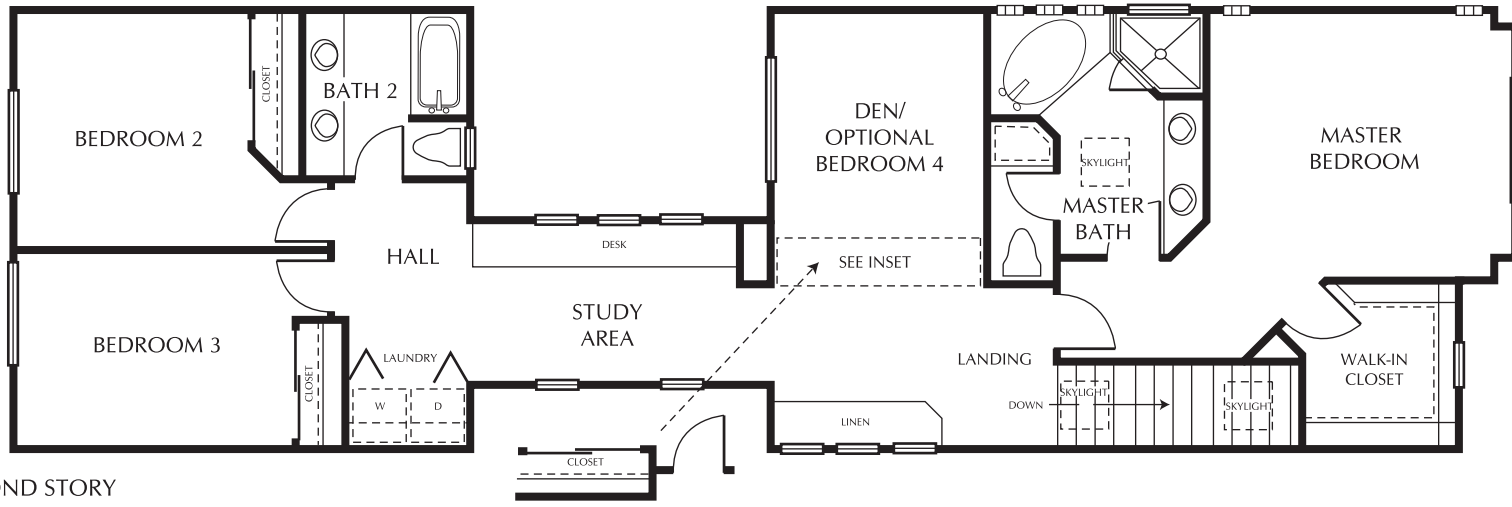 BEDROOM 2
CLOSET
BATH 2
DEN/
OPTIONAL
BEDROOM 4
SKYLIGHT
MASTER
BATH
MASTER
BEDROOM
HALL
DESK
SEE INSET
STUDY
AREA
BEDROOM 3
CLOSET
LAUNDRY
W
D
LANDING
DOWN
SKYLIGHT
SKYLIGHT
WALK-IN
CLOSET
LINEN
CLOSET
OND STORY